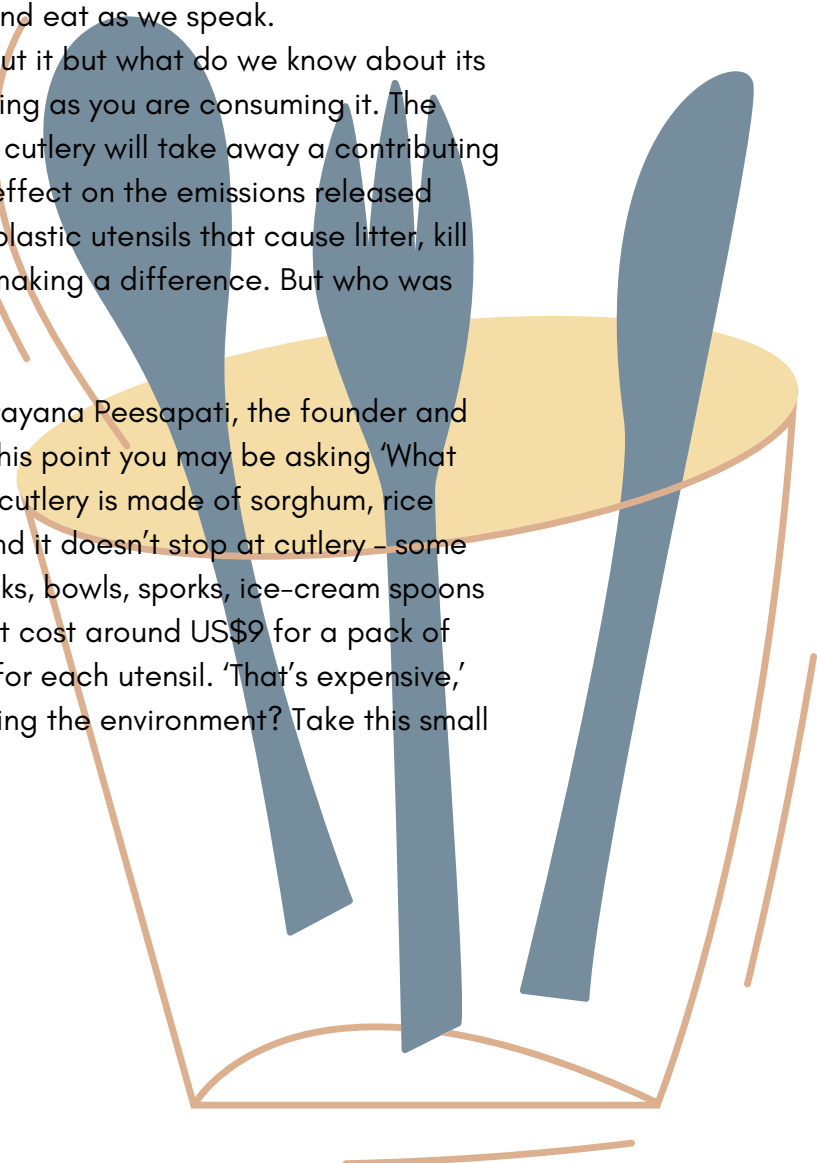 nd eat as we speak.
ut it but what do we know about its
ing as you are consuming it. The
cutlery will take away a contributing
effect on the emissions released
plastic utensils that cause litter, kill
making a difference. But who was
rayana Peesapati, the founder and
his point you may be asking ‘What
cutlery is made of sorghum, rice
nd it doesn’t stop at cutlery – some
ks, bowls, sporks, ice-cream spoons
t cost around US$9 for a pack of
for each utensil. ‘That’s expensive,’
ing the environment? Take this small